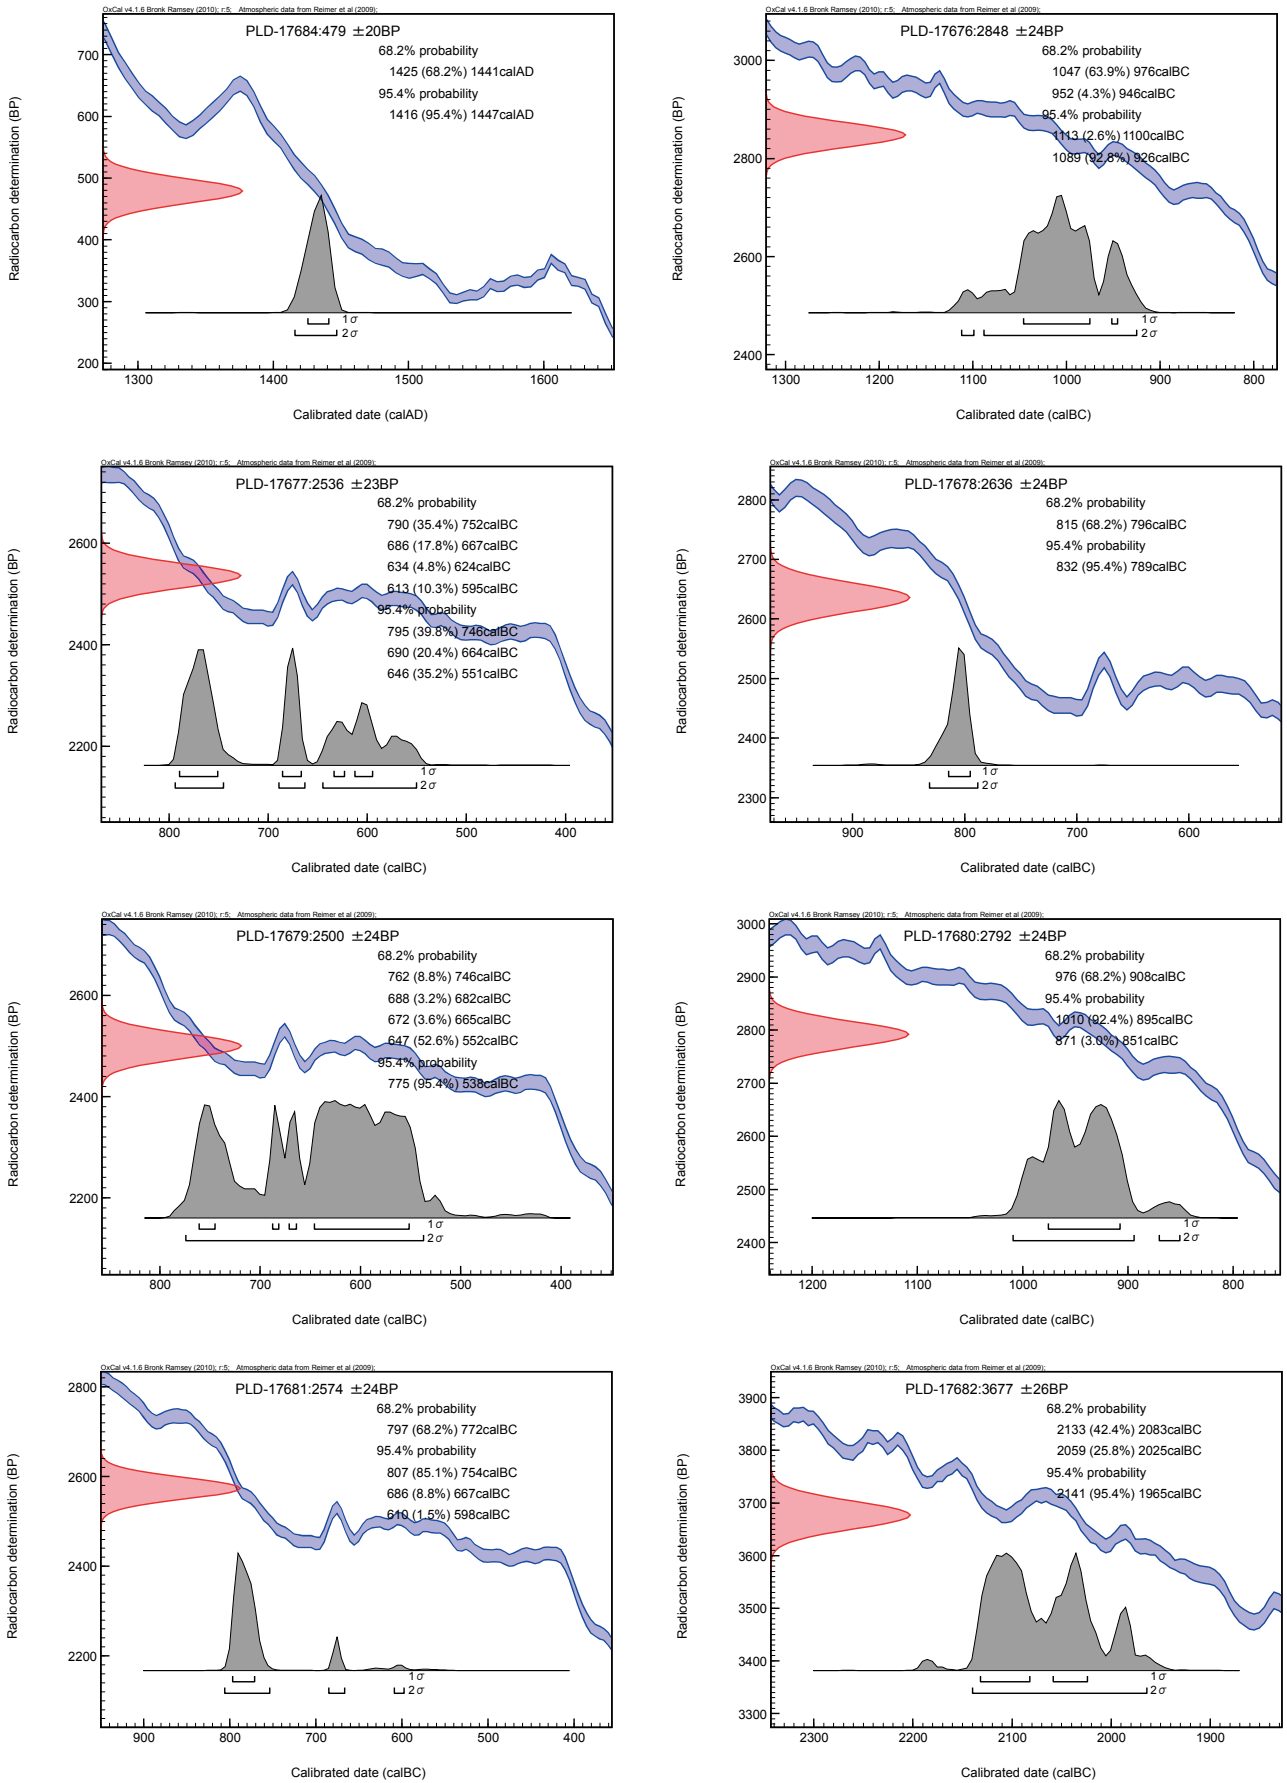 OxCal v4.1.6 Bronk Ramsey (2010); r:5; Atmospheric data from Reimer et al (2009);
PLD-17684:479 ±20BP
68.2% probability
1425 (68.2%) 1441calAD
95.4% probability
1416 (95.4%) 1447calAD
Radiocarbon determination (BP)
700
600
500
400
300
200
1σ
2σ
1300 1400 1500 1600
Calibrated date (calAD)
OxCal v4.1.6 Bronk Ramsey (2010); r:5; Atmospheric data from Reimer et al (2009);
PLD-17676:2848 ±24BP
68.2% probability
1047 (63.9%) 976calBC
952 (4.3%) 946calBC
95.4% probability
1113 (2.6%) 1100calBC
1089 (92.8%) 926calBC
Radiocarbon determination (BP)
3000
2800
2600
2400
1σ
2σ
1300 1200 1100 1000 900 800
Calibrated date (calBC)
OxCal v4.1.6 Bronk Ramsey (2010); r:5; Atmospheric data from Reimer et al (2009);
PLD-17677:2536 ±23BP
68.2% probability
790 (35.4%) 752calBC
686 (17.8%) 667calBC
634 (4.8%) 624calBC
613 (10.3%) 595calBC
95.4% probability
795 (39.8%) 746calBC
690 (20.4%) 664calBC
646 (35.2%) 551calBC
Radiocarbon determination (BP)
2600
2400
2200
1σ
2σ
800 700 600 500 400
Calibrated date (calBC)
OxCal v4.1.6 Bronk Ramsey (2010); r:5; Atmospheric data from Reimer et al (2009);
PLD-17678:2636 ±24BP
68.2% probability
815 (68.2%) 796calBC
95.4% probability
832 (95.4%) 789calBC
Radiocarbon determination (BP)
2800
2700
2600
2500
2400
2300
1σ
2σ
900 800 700 600
Calibrated date (calBC)
OxCal v4.1.6 Bronk Ramsey (2010); r:5; Atmospheric data from Reimer et al (2009);
PLD-17679:2500 ±24BP
68.2% probability
762 (8.8%) 746calBC
688 (3.2%) 682calBC
672 (3.6%) 665calBC
647 (52.6%) 552calBC
95.4% probability
775 (95.4%) 538calBC
Radiocarbon determination (BP)
2600
2400
2200
1σ
2σ
800 700 600 500 400
Calibrated date (calBC)
OxCal v4.1.6 Bronk Ramsey (2010); r:5; Atmospheric data from Reimer et al (2009);
PLD-17680:2792 ±24BP
68.2% probability
976 (68.2%) 908calBC
95.4% probability
1010 (92.4%) 895calBC
871 (3.0%) 851calBC
Radiocarbon determination (BP)
3000
2900
2800
2700
2600
2500
2400
1σ
2σ
1200 1100 1000 900 800
Calibrated date (calBC)
OxCal v4.1.6 Bronk Ramsey (2010); r:5; Atmospheric data from Reimer et al (2009);
PLD-17681:2574 ±24BP
68.2% probability
797 (68.2%) 772calBC
95.4% probability
807 (85.1%) 754calBC
686 (8.8%) 667calBC
610 (1.5%) 598calBC
Radiocarbon determination (BP)
2800
2600
2400
2200
1σ
2σ
900 800 700 600 500 400
Calibrated date (calBC)
OxCal v4.1.6 Bronk Ramsey (2010); r:5; Atmospheric data from Reimer et al (2009);
PLD-17682:3677 ±26BP
68.2% probability
2133 (42.4%) 2083calBC
2059 (25.8%) 2025calBC
95.4% probability
2141 (95.4%) 1965calBC
Radiocarbon determination (BP)
3900
3800
3700
3600
3500
3400
3300
1σ
2σ
2300 2200 2100 2000 1900
Calibrated date (calBC)